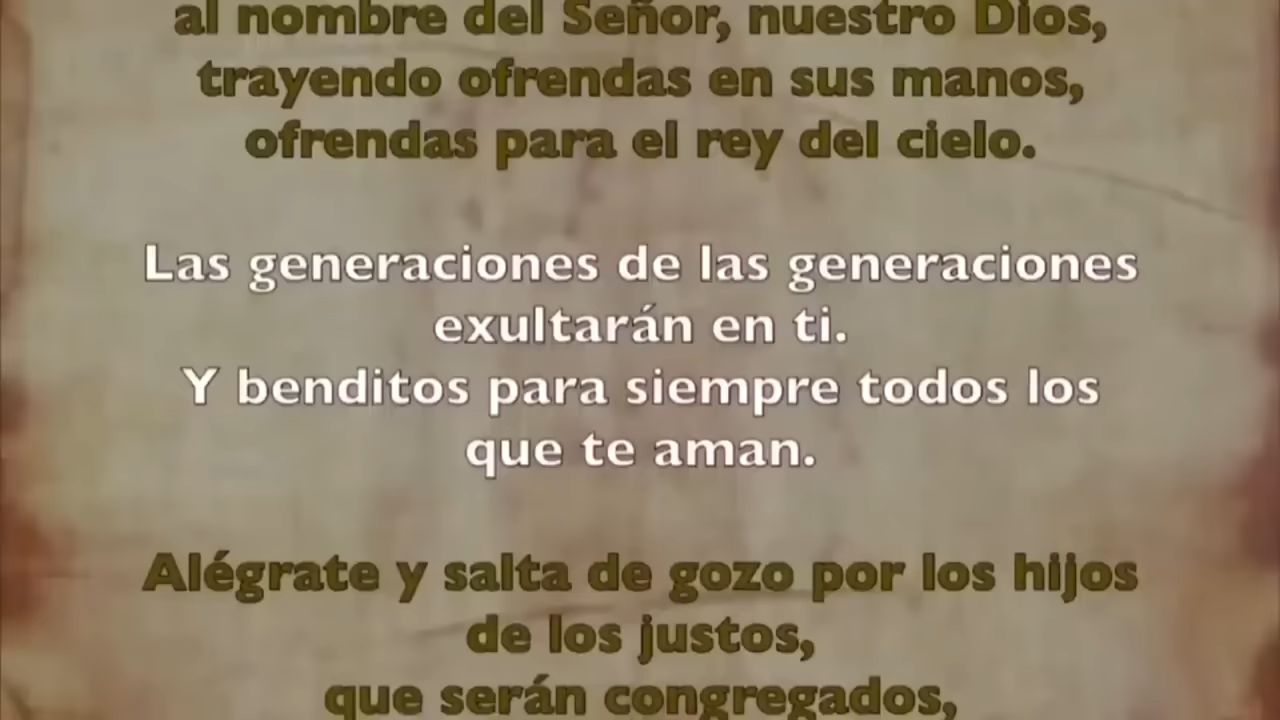 al nombre del Señor, nuestro Dios,
trayendo ofrendas en sus manos,
ofrendas para el rey del cielo.
Las generaciones de las generaciones
exultarán en ti.
Y benditos para siempre todos los
que te aman.
Alégrate y salta de gozo por los hijos
de los justos,
que serán congregados,